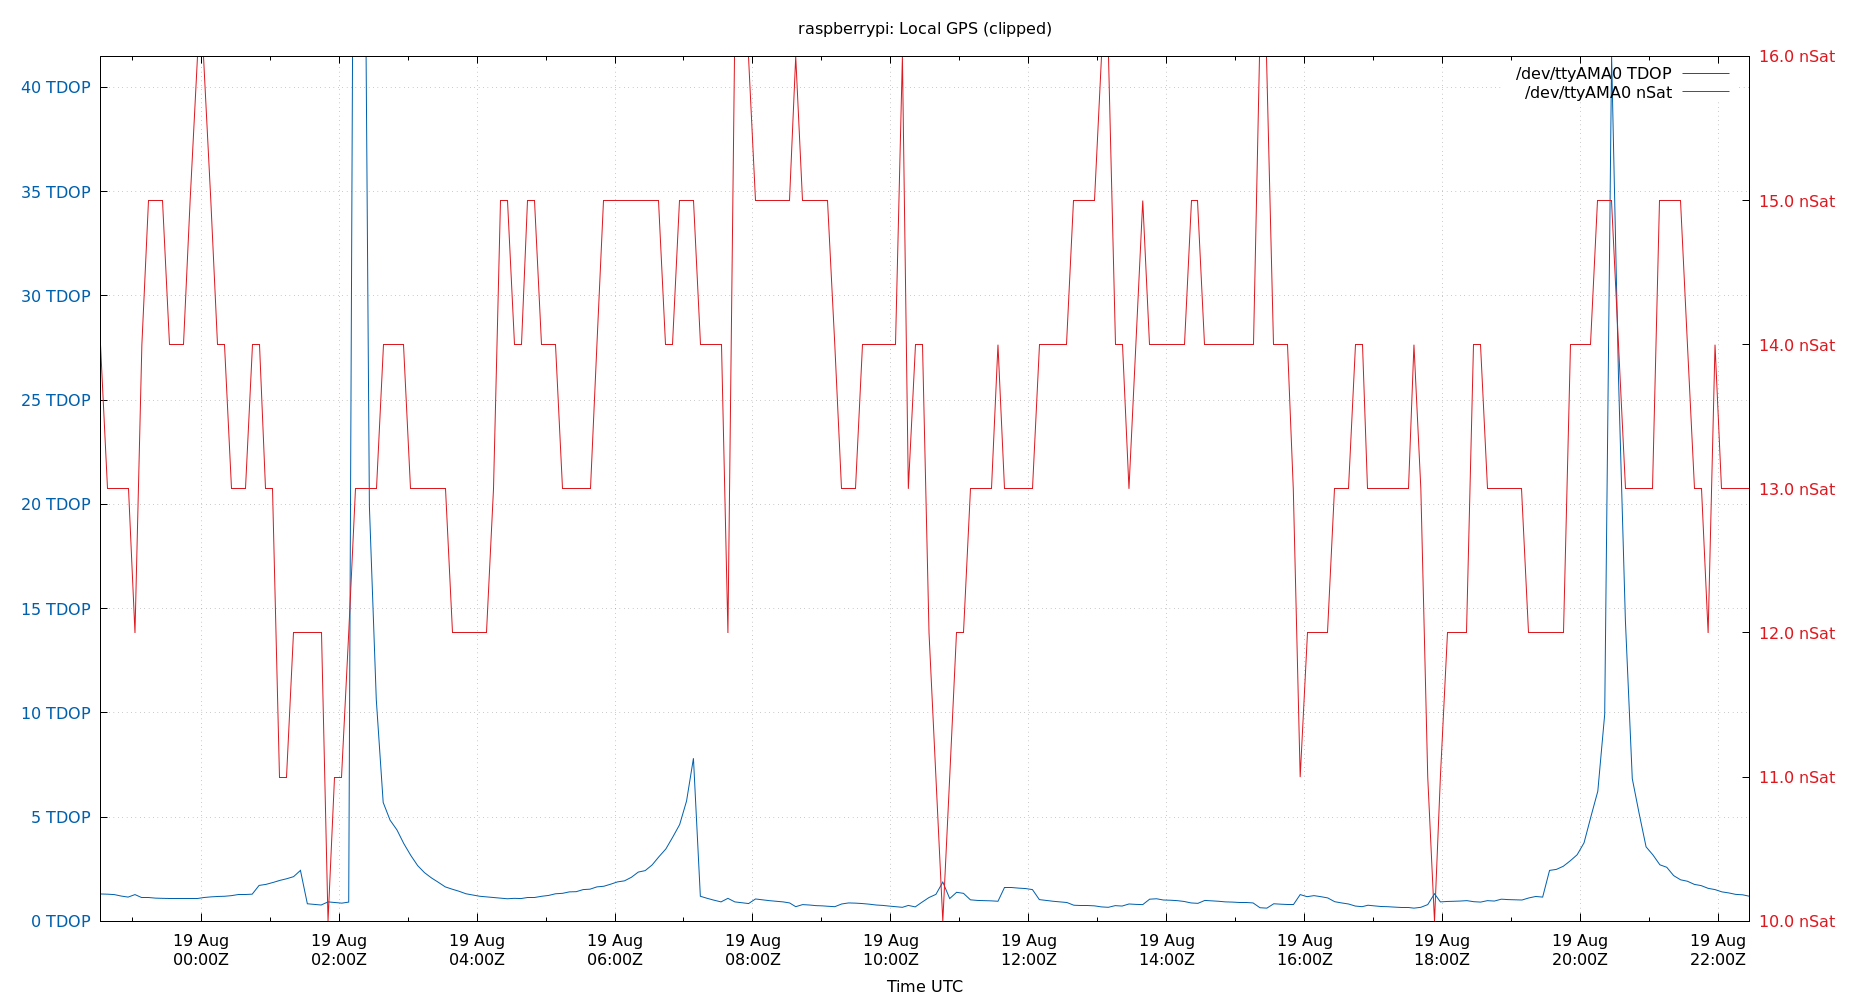 raspberrypi: Local GPS (clipped)
/dev/ttyAMA0 TDOP
/dev/ttyAMA0 nSat
40 TDOP
35 TDOP
30 TDOP
25 TDOP
20 TDOP
15 TDOP
10 TDOP
5 TDOP
0 TDOP
16.0 nSat
15.0 nSat
14.0 nSat
13.0 nSat
12.0 nSat
11.0 nSat
10.0 nSat
19 Aug 19 Aug 19 Aug 19 Aug 19 Aug 19 Aug 19 Aug 19 Aug 19 Aug 19 Aug 19 Aug 19 Aug
00:00Z 02:00Z 04:00Z 06:00Z 08:00Z 10:00Z 12:00Z 14:00Z 16:00Z 18:00Z 20:00Z 22:00Z
Time UTC